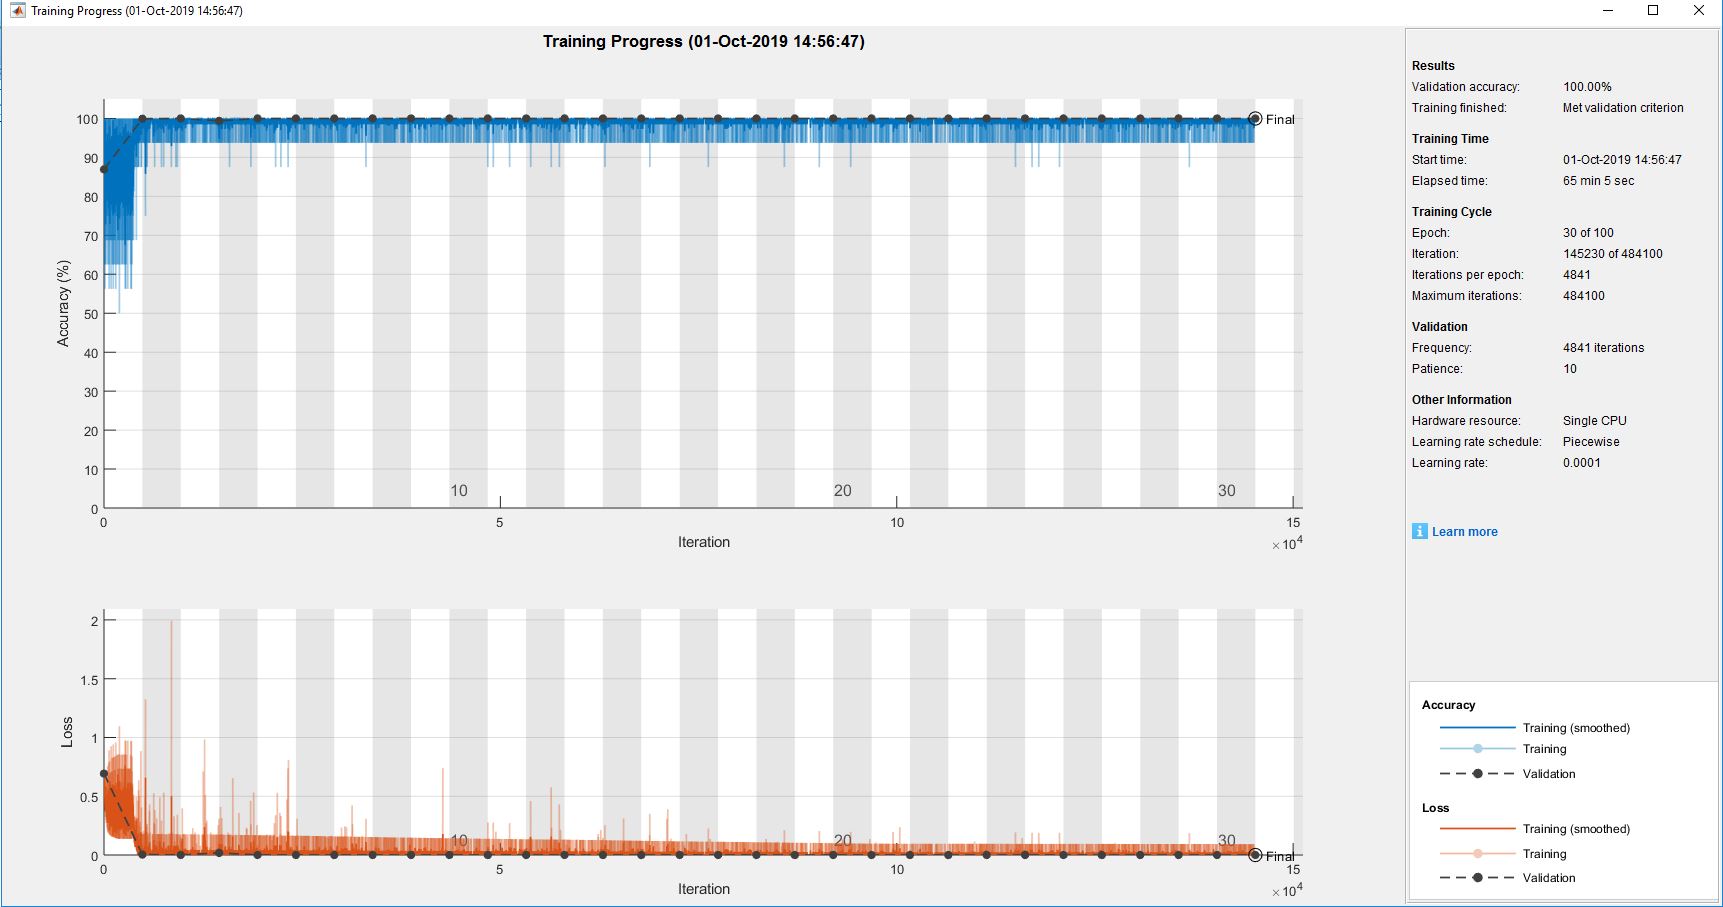 Training Progress (01-Oct-2019 14:56:47)
Training Progress (01-Oct-2019 14:56:47)
100
90
80
70
60
50
40
30
20
10
0
Accuracy (%)
10
20
30
Final
0
5
10
15
×10⁴
Iteration
2
1.5
1
0.5
0
Loss
10
20
30
Final
0
5
10
15
×10⁴
Iteration
Results
Validation accuracy: 100.00%
Training finished: Met validation criterion
Training Time
Start time: 01-Oct-2019 14:56:47
Elapsed time: 65 min 5 sec
Training Cycle
Epoch: 30 of 100
Iteration: 145230 of 484100
Iterations per epoch: 4841
Maximum iterations: 484100
Validation
Frequency: 4841 iterations
Patience: 10
Other Information
Hardware resource: Single CPU
Learning rate schedule: Piecewise
Learning rate: 0.0001
i Learn more
Accuracy
Training (smoothed)
Training
Validation
Loss
Training (smoothed)
Training
Validation